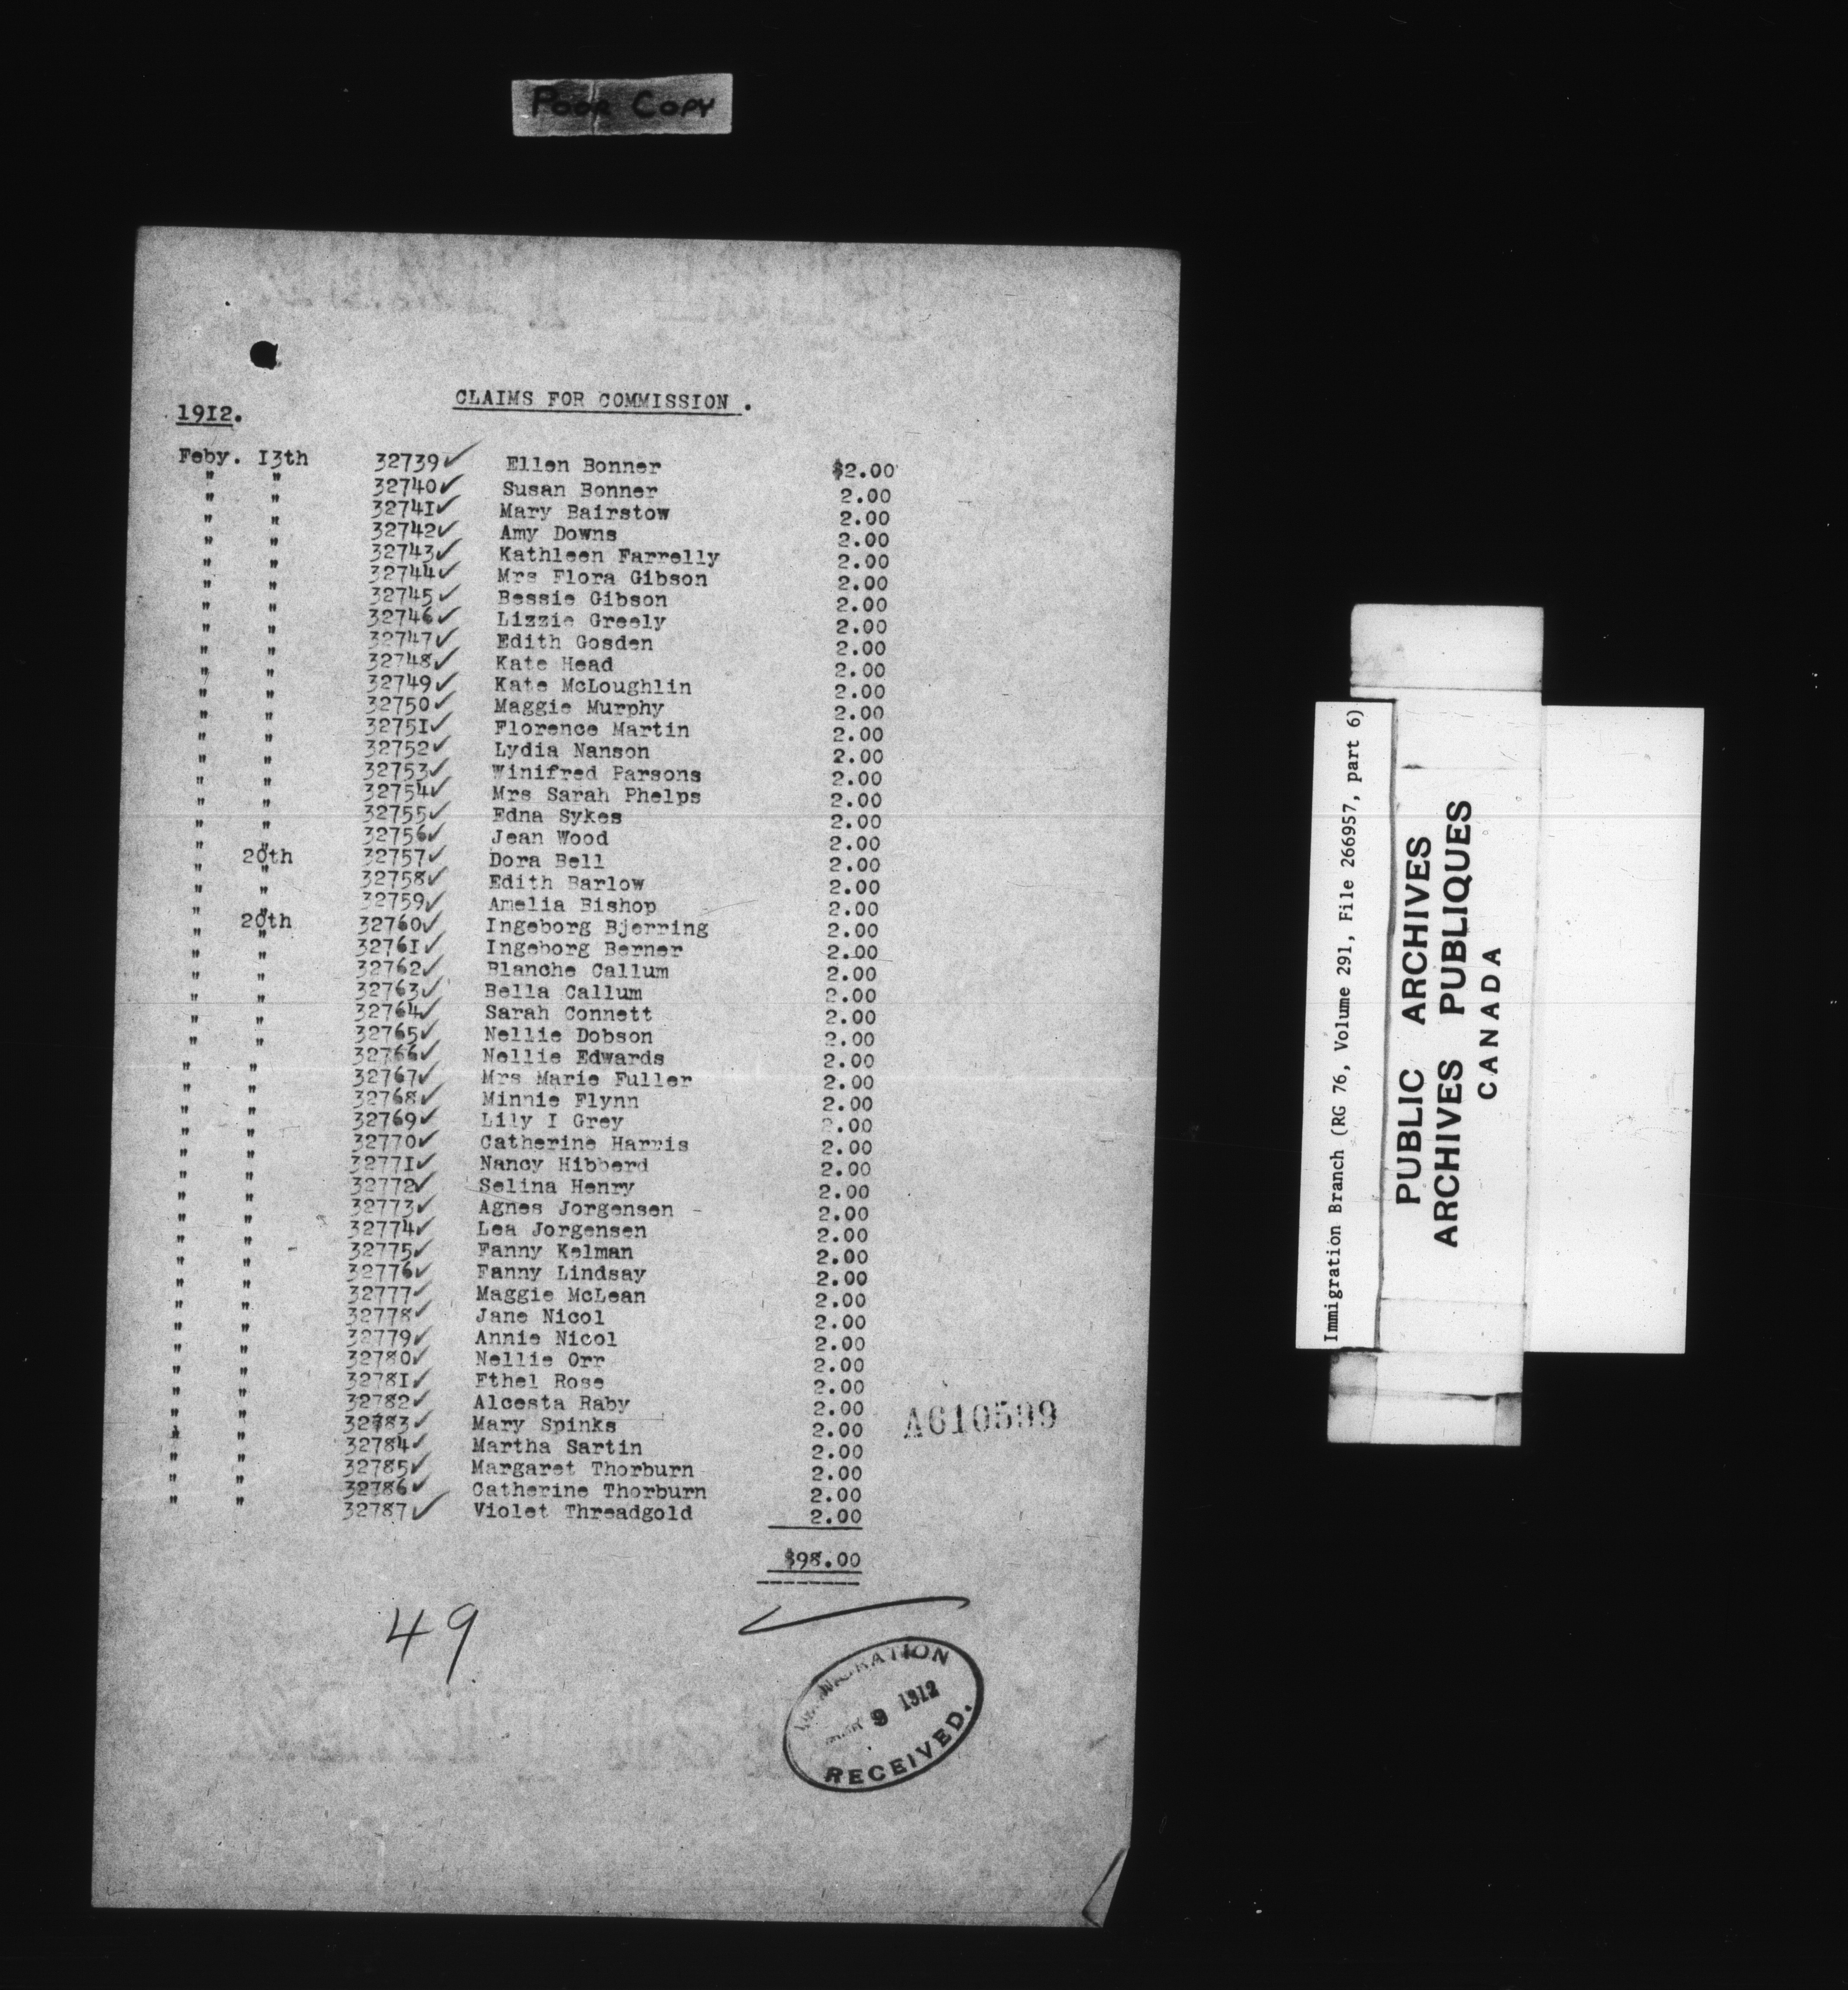 POOR COPY
CLAIMS FOR COMMISSION .
1912.
Feby. 13th 32739✓ Ellen Bonner $2.00
" " 32740✓ Susan Bonner 2.00
" " 32741✓ Mary Bairstow 2.00
" " 32742✓ Amy Downs 2.00
" " 32743✓ Kathleen Farrelly 2.00
" " 32744✓ Mrs Flora Gibson 2.00
" " 32745✓ Bessie Gibson 2.00
" " 32746✓ Lizzie Greely 2.00
" " 32747✓ Edith Gosden 2.00
" " 32748✓ Kate Head 2.00
" " 32749✓ Kate McLoughlin 2.00
" " 32750✓ Maggie Murphy 2.00
" " 32751✓ Florence Martin 2.00
" " 32752✓ Lydia Nanson 2.00
" " 32753✓ Winifred Parsons 2.00
" " 32754✓ Mrs Sarah Phelps 2.00
" " 32755✓ Edna Sykes 2.00
" " 32756✓ Jean Wood 2.00
" 20th 32757✓ Dora Bell 2.00
" " 32758✓ Edith Barlow 2.00
" " 32759✓ Amelia Bishop 2.00
" 20th 32760✓ Ingeborg Bjerring 2.00
" " 32761✓ Ingeborg Berner 2.00
" " 32762✓ Blanche Callum 2.00
" " 32763✓ Bella Callum 2.00
" " 32764✓ Sarah Connett 2.00
" " 32765✓ Nellie Dobson 2.00
" " 32766✓ Nellie Edwards 2.00
" " 32767✓ Mrs Marie Fuller 2.00
" " 32768✓ Minnie Flynn 2.00
" " 32769✓ Lily I Grey 2.00
" " 32770✓ Catherine Harris 2.00
" " 32771✓ Nancy Hibberd 2.00
" " 32772✓ Selina Henry 2.00
" " 32773✓ Agnes Jorgensen 2.00
" " 32774✓ Lea Jorgensen 2.00
" " 32775✓ Fanny Kelman 2.00
" " 32776✓ Fanny Lindsay 2.00
" " 32777✓ Maggie McLean 2.00
" " 32778✓ Jane Nicol 2.00
" " 32779✓ Annie Nicol 2.00
" " 32780✓ Nellie Orr 2.00
" " 32781✓ Ethel Rose 2.00
" " 32782✓ Alcesta Raby 2.00
" " 32783✓ Mary Spinks 2.00
" " 32784✓ Martha Sartin 2.00
" " 32785✓ Margaret Thorburn 2.00
" " 32786✓ Catherine Thorburn 2.00
" " 32787✓ Violet Threadgold 2.00
A610599
$98.00
49
IMMIGRATION
9 1912
RECEIVED.
Immigration Branch (RG 76, Volume 291, File 266957, part 6)
PUBLIC ARCHIVES
ARCHIVES PUBLIQUES
CANADA